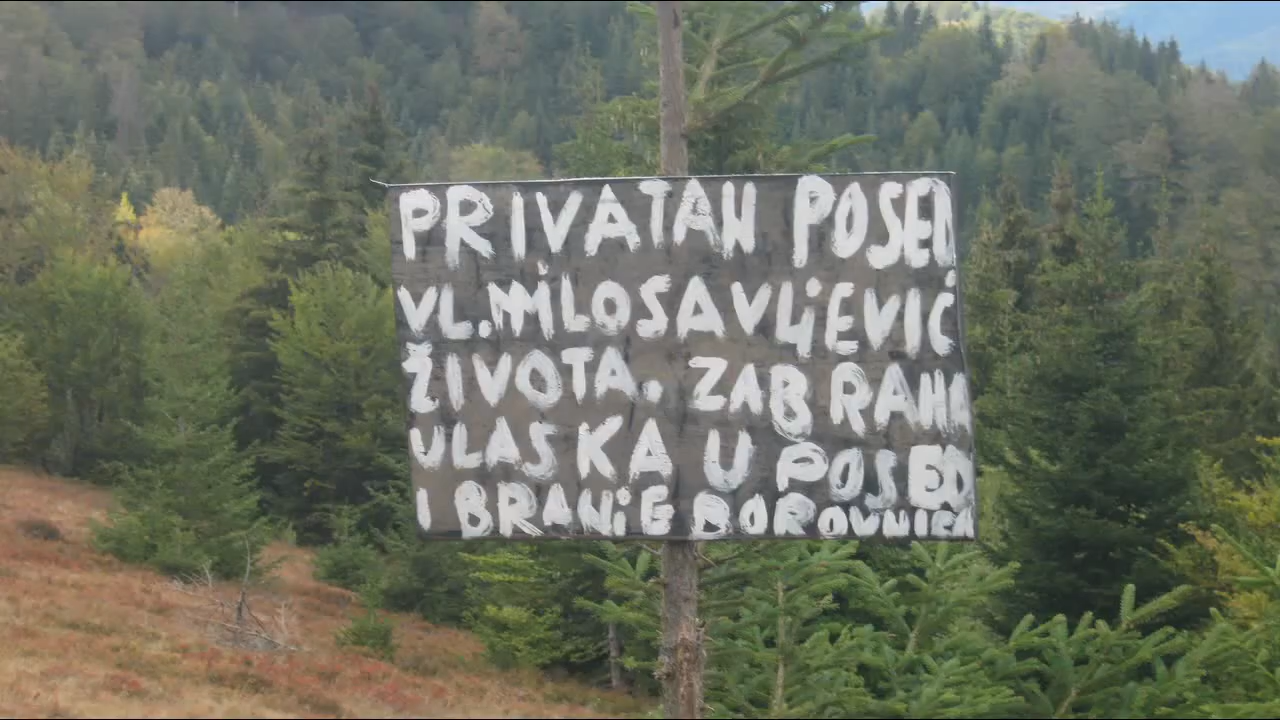 PRIVATAN POSED
VL.MiLOSAVLjEVIĆ
ŽIVOTA. ZABRANA
ULASKA U POSED
I BRANjE BOROVNICA